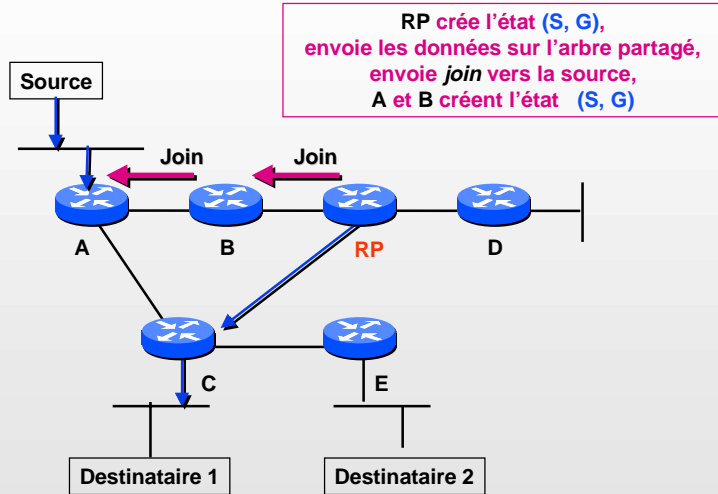 RP crée l'état (S, G),
envoie les données sur l'arbre partagé,
envoie join vers la source,
A et B créent l'état (S, G)
Source
Join Join
A B RP D
C E
Destinataire 1 Destinataire 2